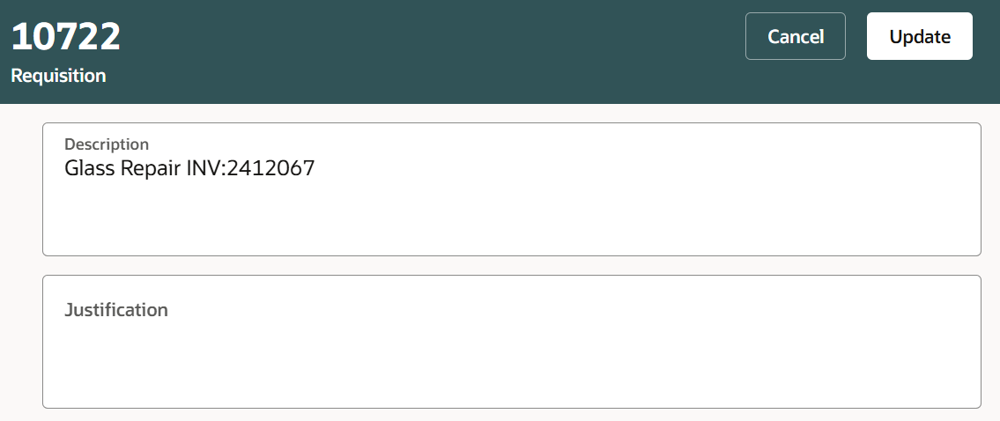 10722
Requisition
Cancel
Update
Description
Glass Repair INV:2412067
Justification